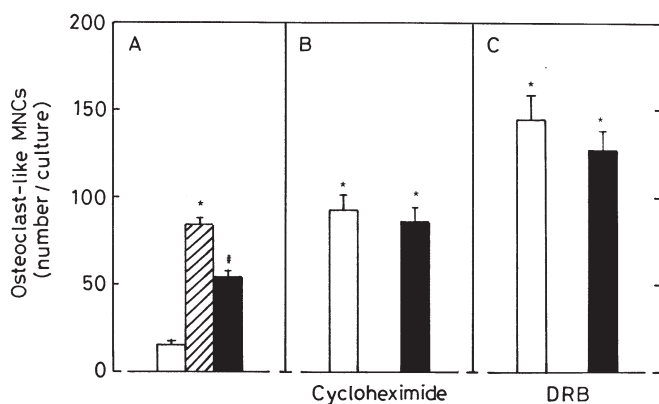 Osteoclast-like MNCs
(number/culture)
200
150
100
50
0
A
B
C
*
‡
*
*
*
*
Cycloheximide
DRB